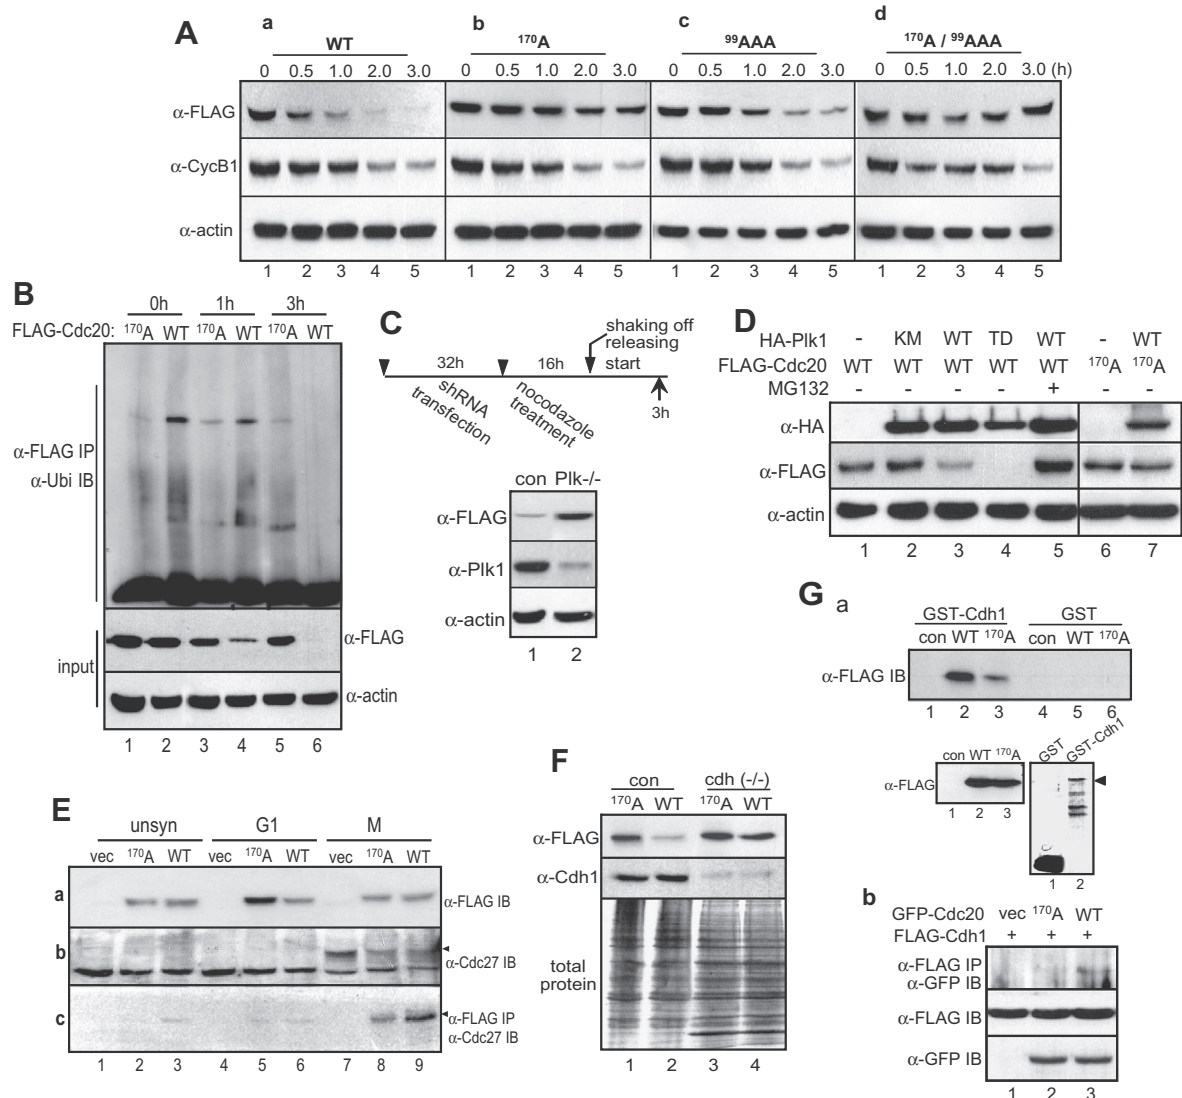 A
a b c d
WT ¹⁷⁰A ⁹⁹AAA ¹⁷⁰A / ⁹⁹AAA
0 0.5 1.0 2.0 3.0 0 0.5 1.0 2.0 3.0 0 0.5 1.0 2.0 3.0 0 0.5 1.0 2.0 3.0 (h)
α-FLAG
α-CycB1
α-actin
1 2 3 4 5 1 2 3 4 5 1 2 3 4 5 1 2 3 4 5
B
0h 1h 3h
FLAG-Cdc20: ¹⁷⁰A WT ¹⁷⁰A WT ¹⁷⁰A WT
α-FLAG IP
α-Ubi IB
input
α-FLAG
α-actin
1 2 3 4 5 6
C
shaking off
releasing
start
32h 16h
shRNA
transfection
nocodazole
treatment
3h
con Plk-/-
α-FLAG
α-Plk1
α-actin
1 2
D
HA-Plk1 - KM WT TD WT - WT
FLAG-Cdc20 WT WT WT WT WT ¹⁷⁰A ¹⁷⁰A
MG132 - - - - + - -
α-HA
α-FLAG
α-actin
1 2 3 4 5 6 7
E
unsyn G1 M
vec ¹⁷⁰A WT vec ¹⁷⁰A WT vec ¹⁷⁰A WT
a α-FLAG IB
b α-Cdc27 IB
c α-FLAG IP
α-Cdc27 IB
1 2 3 4 5 6 7 8 9
F
con cdh (-/-)
¹⁷⁰A WT ¹⁷⁰A WT
α-FLAG
α-Cdh1
total
protein
1 2 3 4
G
a
GST-Cdh1 GST
con WT ¹⁷⁰A con WT ¹⁷⁰A
α-FLAG IB
1 2 3 4 5 6
con WT ¹⁷⁰A
α-FLAG
1 2 3
GST GST-Cdh1
1 2
b
GFP-Cdc20 vec ¹⁷⁰A WT
FLAG-Cdh1 + + +
α-FLAG IP
α-GFP IB
α-FLAG IB
α-GFP IB
1 2 3